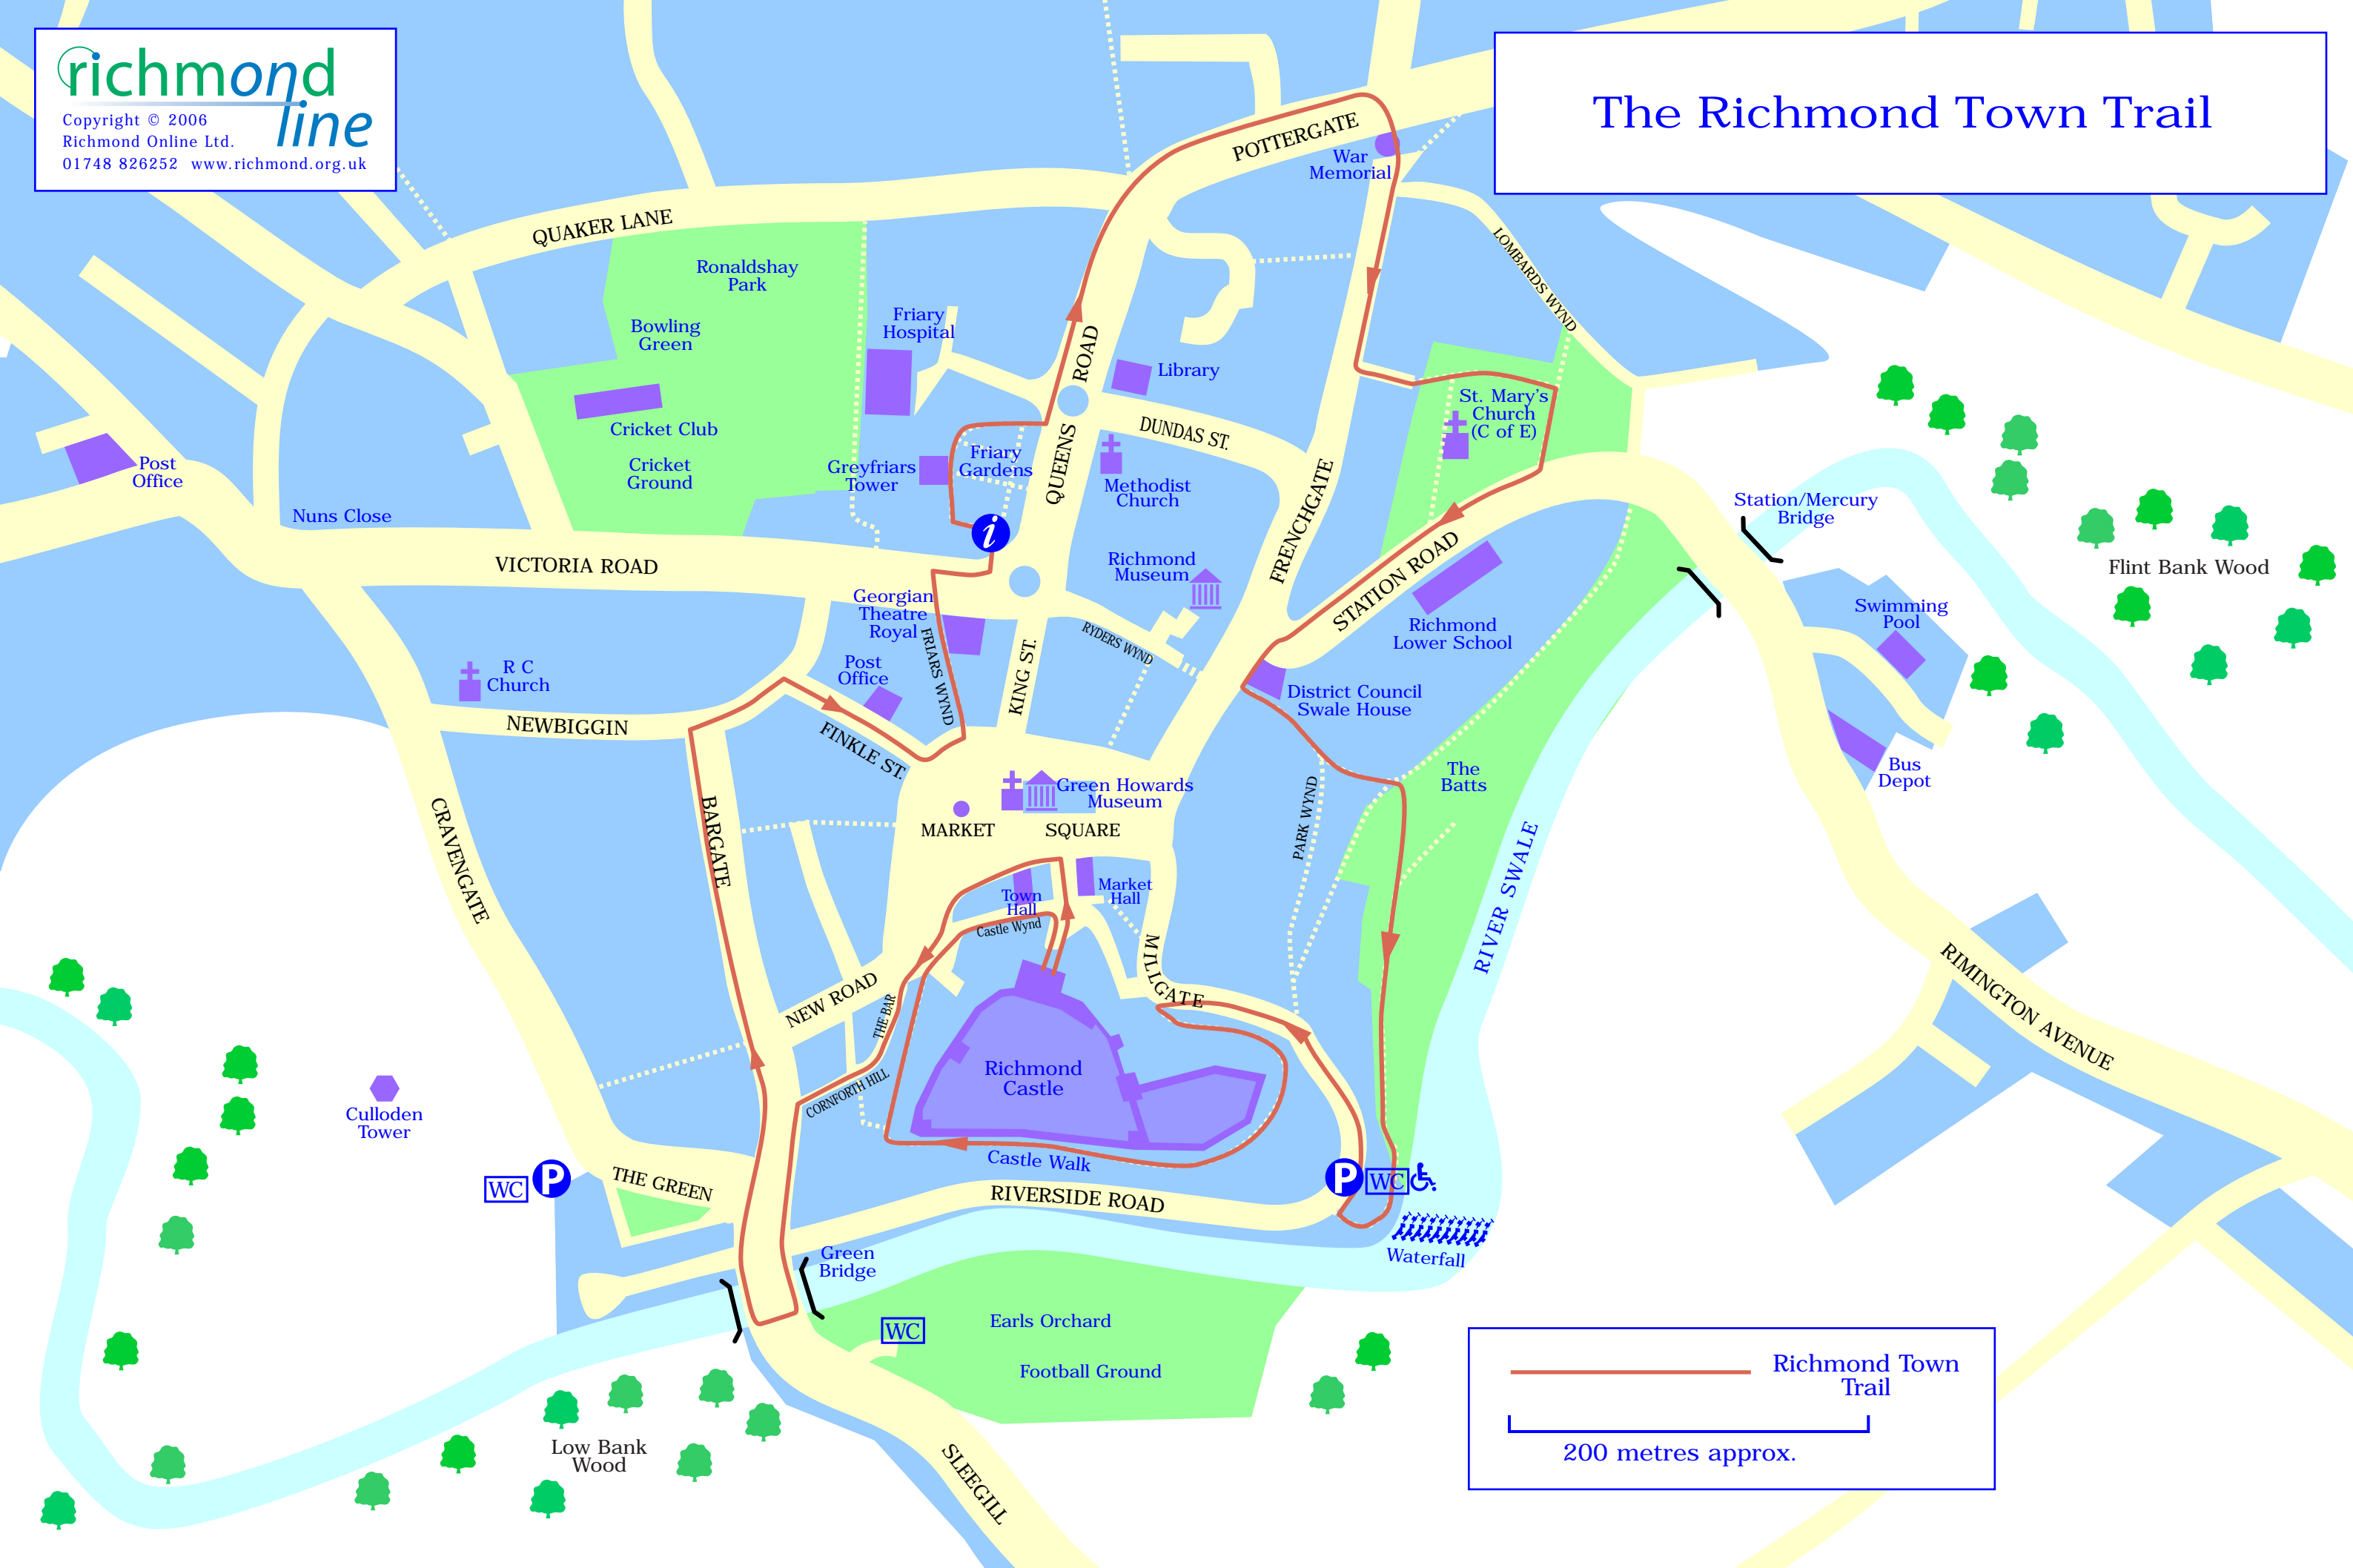 richmond
line
Copyright © 2006
Richmond Online Ltd.
01748 826252 www.richmond.org.uk
The Richmond Town Trail
POTTERGATE
War
Memorial
QUAKER LANE
LOMBARDS WYND
Ronaldshay
Park
Bowling
Green
Friary
Hospital
QUEENS ROAD
Library
Cricket Club
Cricket
Ground
Greyfriars
Tower
Friary
Gardens
DUNDAS ST.
Methodist
Church
St. Mary's
Church
(C of E)
FRENCHGATE
Post
Office
Nuns Close
VICTORIA ROAD
i
Richmond
Museum
STATION ROAD
Richmond
Lower School
Station/Mercury
Bridge
Flint Bank Wood
Swimming
Pool
Bus
Depot
Georgian
Theatre
Royal
FRIARS WYND
Post
Office
KING ST.
RYDERS WYND
District Council
Swale House
R C
Church
NEWBIGGIN
FINKLE ST.
Green Howards
Museum
MARKET SQUARE
The
Batts
PARK WYND
RIVER SWALE
BARGATE
CRAVENGATE
Town
Hall
Market
Hall
Castle Wynd
MILLGATE
NEW ROAD
THE BAR
CORNFORTH HILL
Richmond
Castle
Castle Walk
RIMINGTON AVENUE
Culloden
Tower
WC P
THE GREEN
RIVERSIDE ROAD
P WC
Waterfall
Green
Bridge
WC
Earls Orchard
Football Ground
Low Bank
Wood
SLEEGILL
Richmond Town
Trail
200 metres approx.